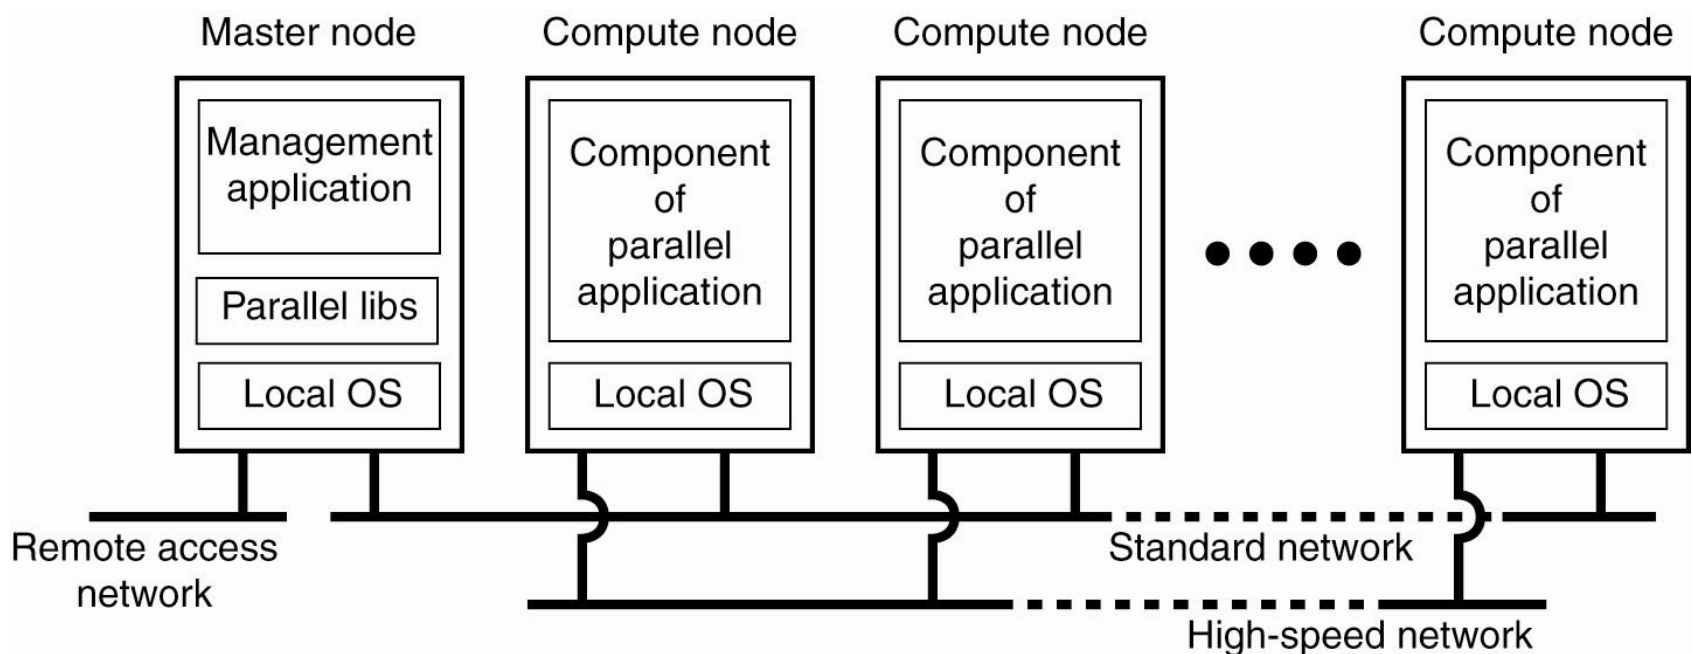 Master node
Compute node
Compute node
Compute node
Management
application
Parallel libs
Local OS
Component
of
parallel
application
Local OS
Component
of
parallel
application
Local OS
Component
of
parallel
application
Local OS
Remote access
network
Standard network
High-speed network